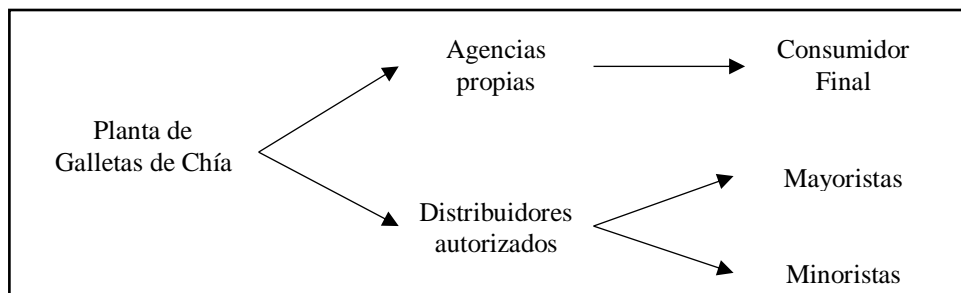 Agencias
propias
Consumidor
Final
Planta de
Galletas de Chía
Distribuidores
autorizados
Mayoristas
Minoristas